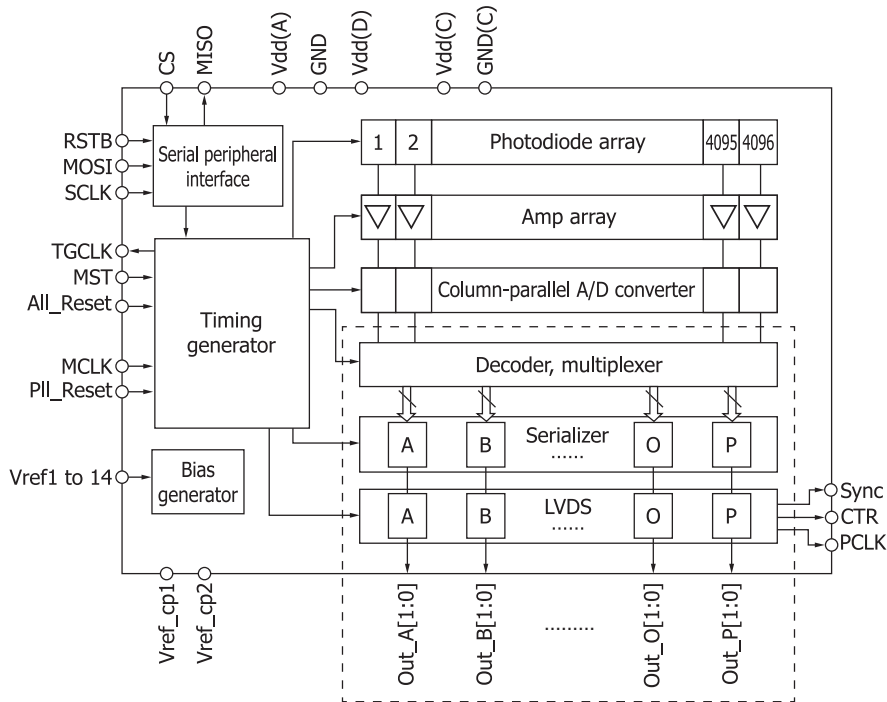 CS
MISO
Vdd(A)
GND
Vdd(D)
Vdd(C)
GND(C)
RSTB
MOSI
SCLK
Serial peripheral
interface
1
2
Photodiode array
4095
4096
Amp array
TGCLK
MST
All_Reset
MCLK
Pll_Reset
Timing
generator
Column-parallel A/D converter
Decoder, multiplexer
A
B
Serializer
......
O
P
Vref1 to 14
Bias
generator
A
B
LVDS
......
O
P
Sync
CTR
PCLK
Vref_cp1
Vref_cp2
Out_A[1:0]
Out_B[1:0]
.........
Out_O[1:0]
Out_P[1:0]